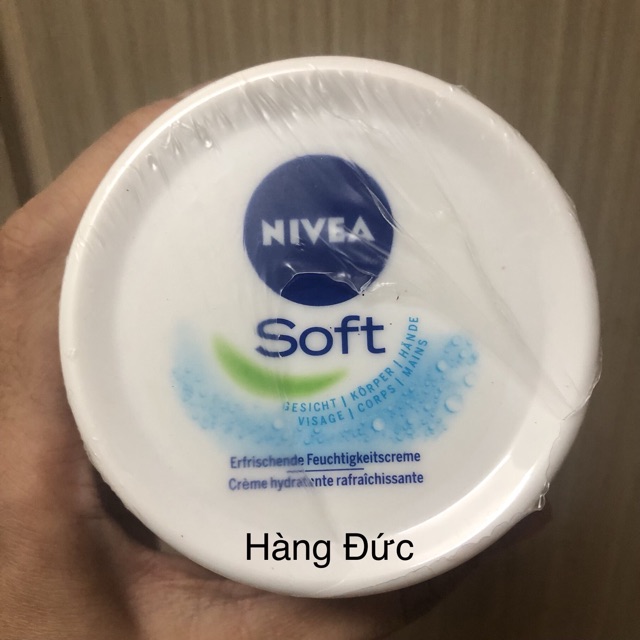 NIVEA
Soft
GESICHT | KÖRPER | HÄNDE
VISAGE | CORPS | MAINS
Erfrischende Feuchtigkeitscreme
Crème hydratante rafraîchissante
Hàng Đức